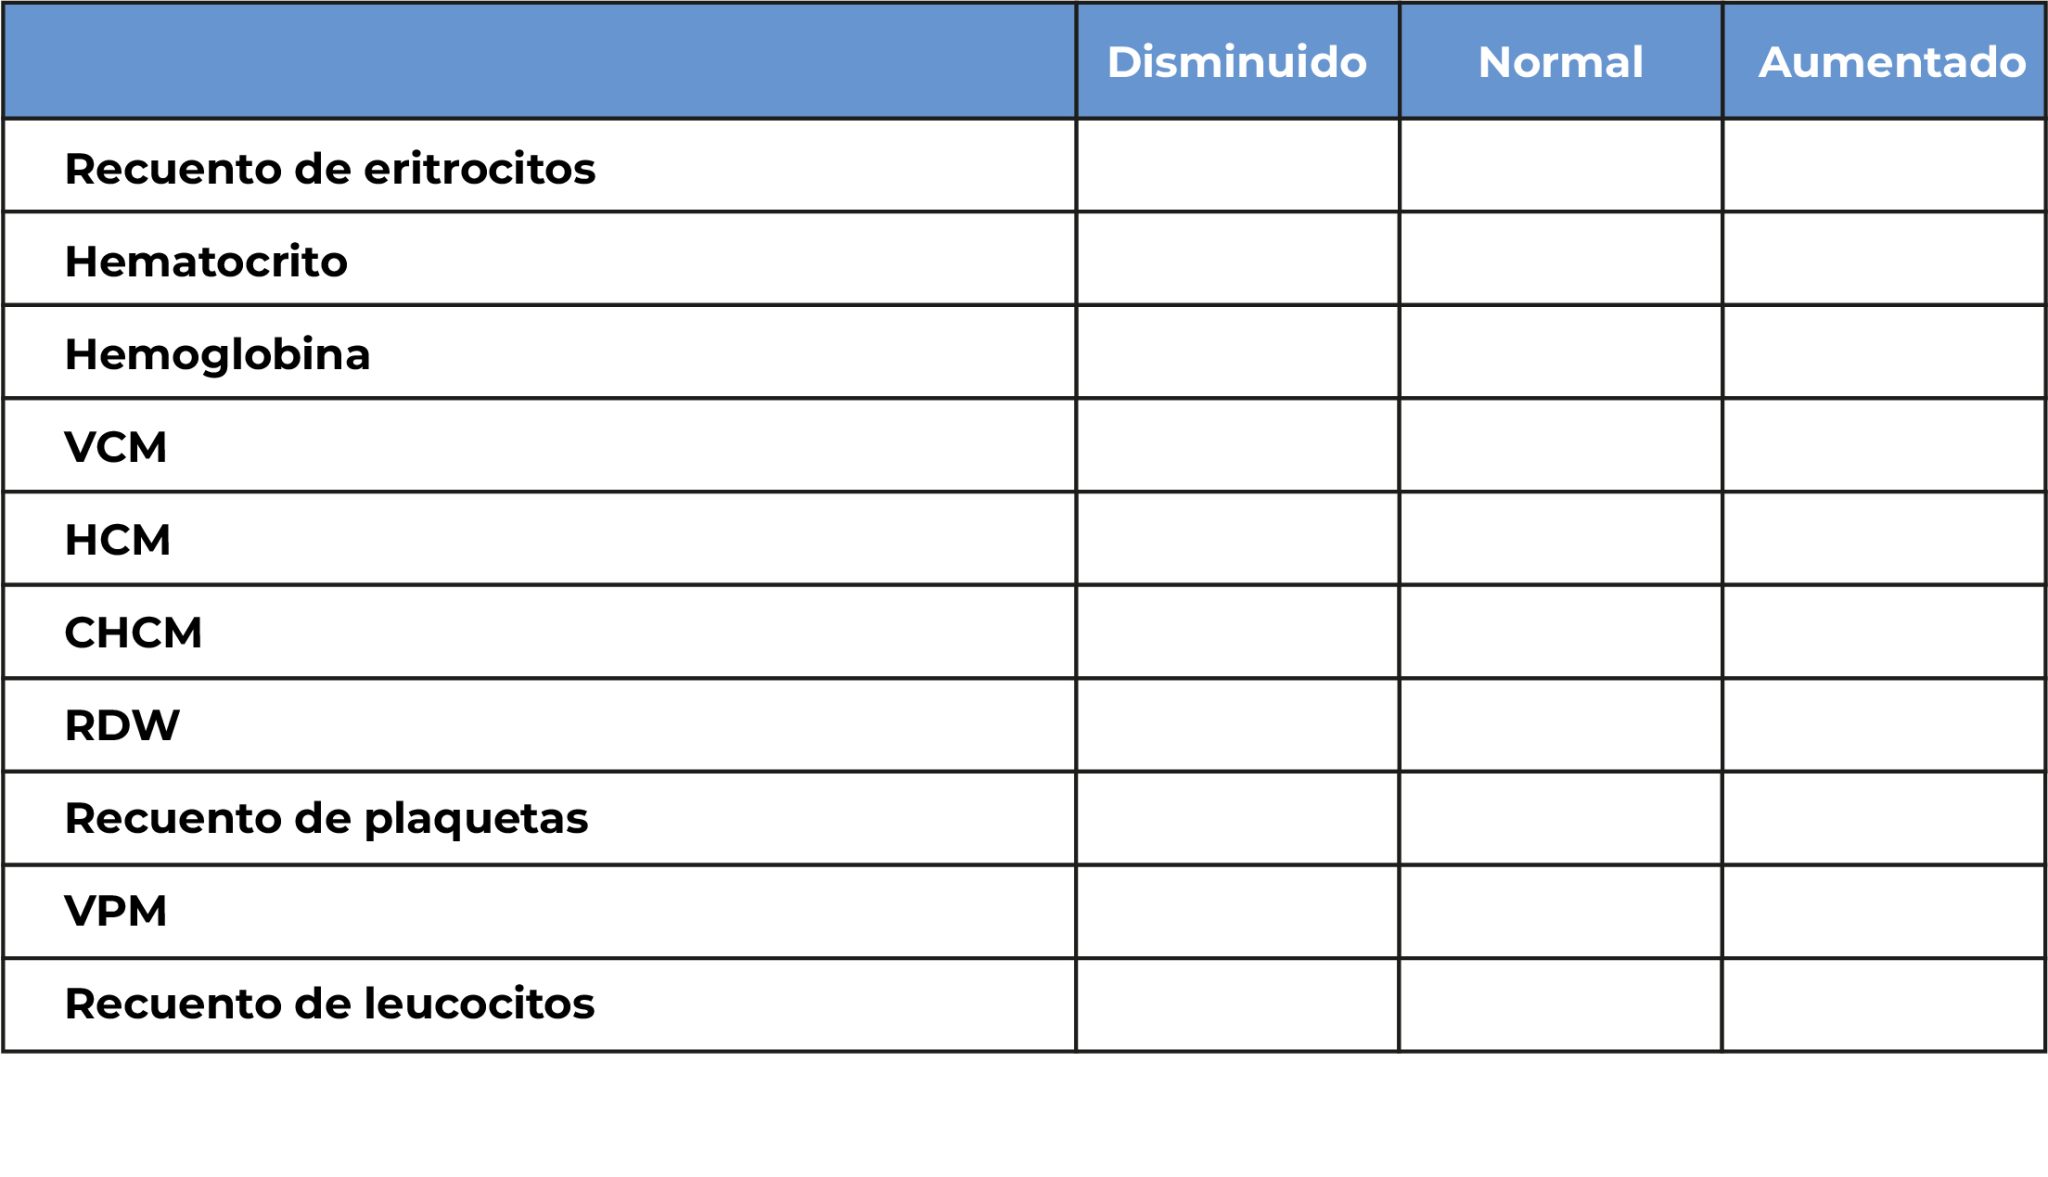 Disminuido Normal Aumentado
Recuento de eritrocitos
Hematocrito
Hemoglobina
VCM
HCM
CHCM
RDW
Recuento de plaquetas
VPM
Recuento de leucocitos